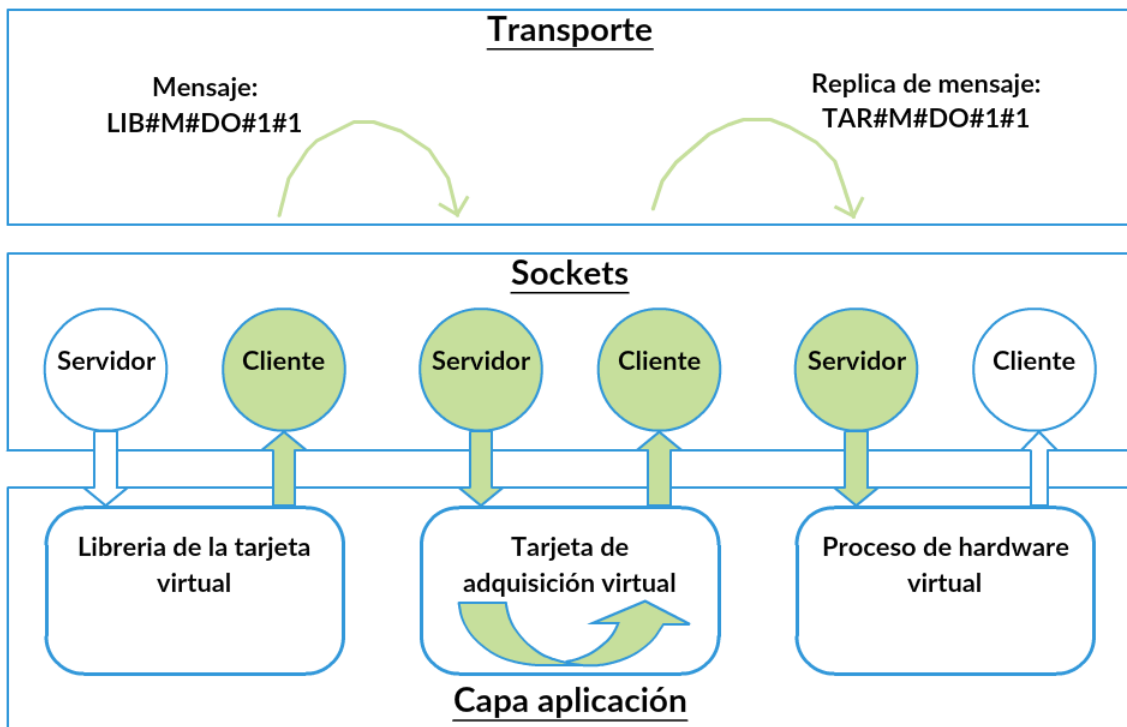 Transporte
Mensaje:
LIB#M#DO#1#1
Replica de mensaje:
TAR#M#DO#1#1
Sockets
Servidor
Cliente
Servidor
Cliente
Servidor
Cliente
Libreria de la tarjeta
virtual
Tarjeta de
adquisición virtual
Proceso de hardware
virtual
Capa aplicación